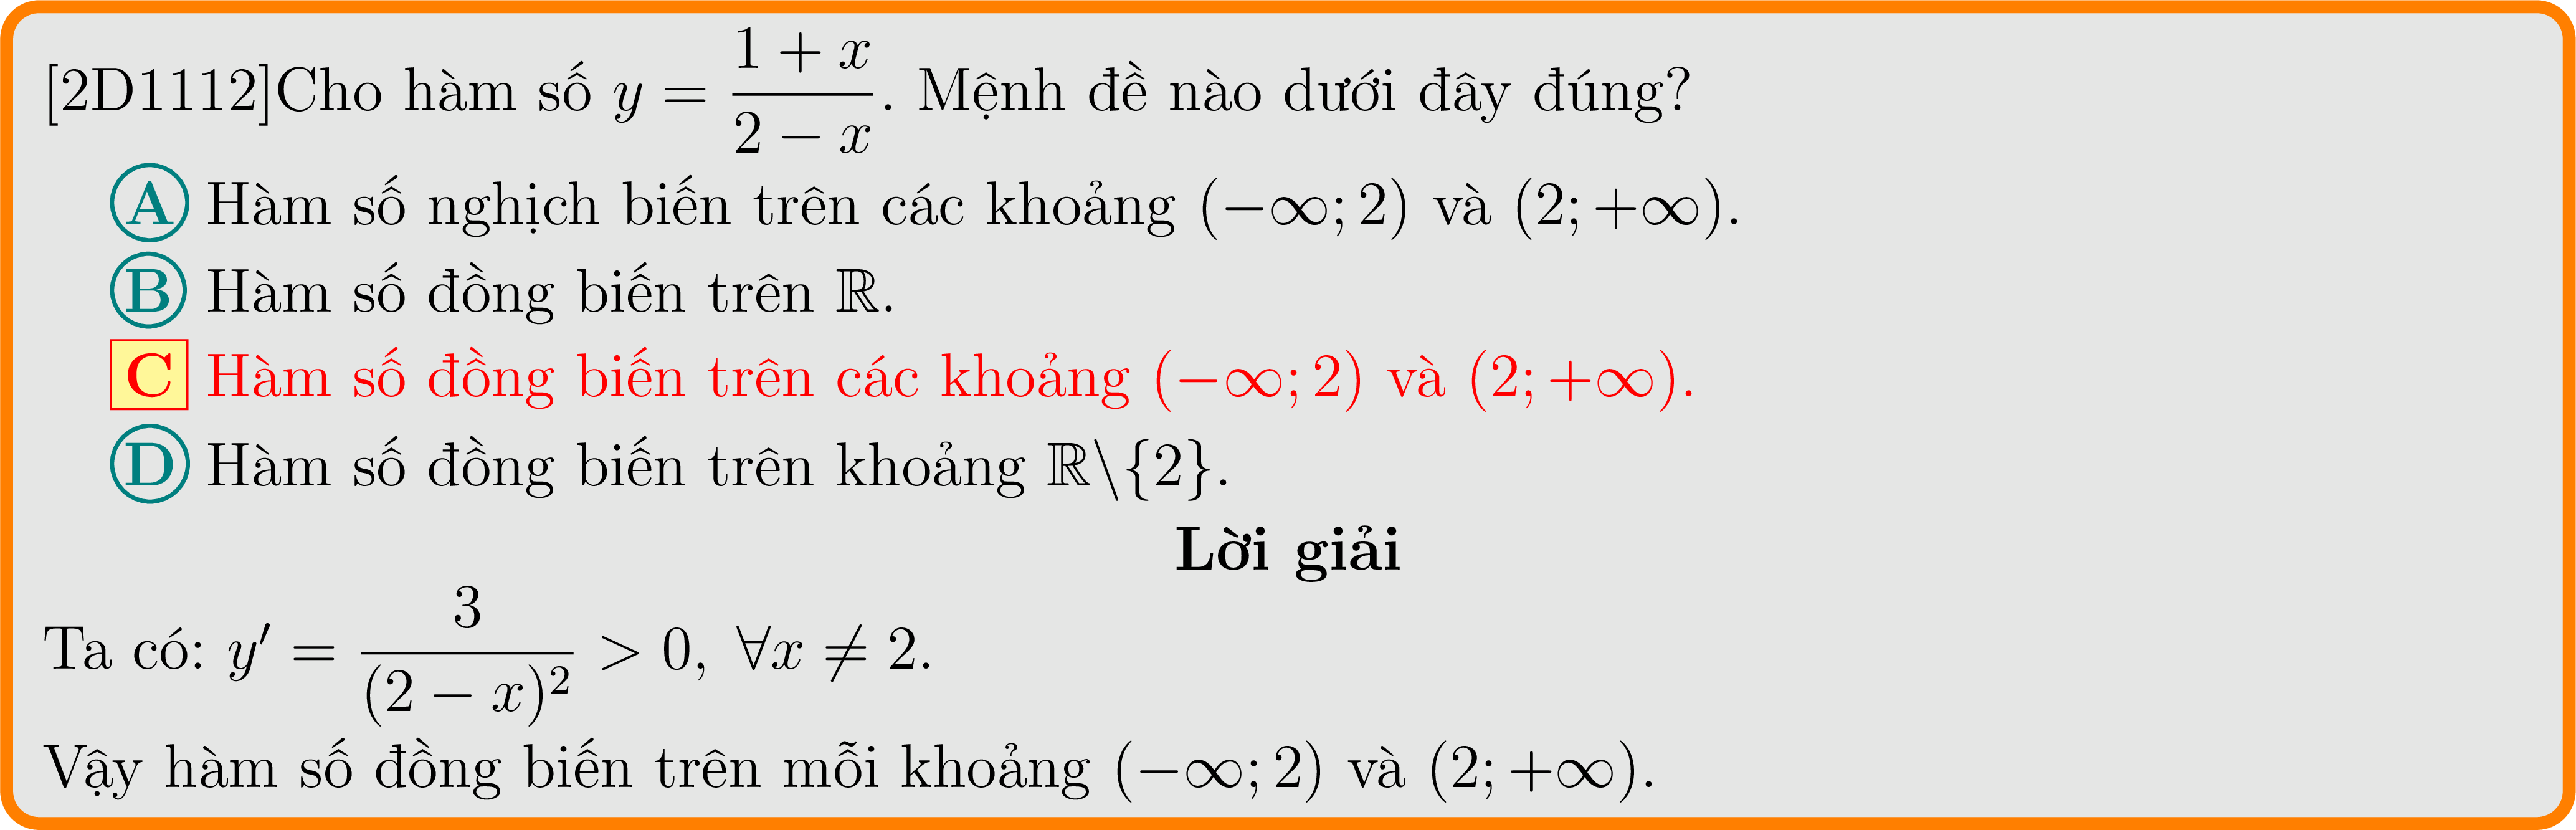 [2D1112]Cho hàm số $y = \dfrac{1+x}{2-x}$. Mệnh đề nào dưới đây đúng?
A Hàm số nghịch biến trên các khoảng $(-\infty; 2)$ và $(2; +\infty)$.
B Hàm số đồng biến trên $\mathbb{R}$.
C Hàm số đồng biến trên các khoảng $(-\infty; 2)$ và $(2; +\infty)$.
D Hàm số đồng biến trên khoảng $\mathbb{R}\backslash\{2\}$.
Lời giải
Ta có: $y' = \dfrac{3}{(2-x)^2} > 0, \ \forall x \neq 2$.
Vậy hàm số đồng biến trên mỗi khoảng $(-\infty; 2)$ và $(2; +\infty)$.